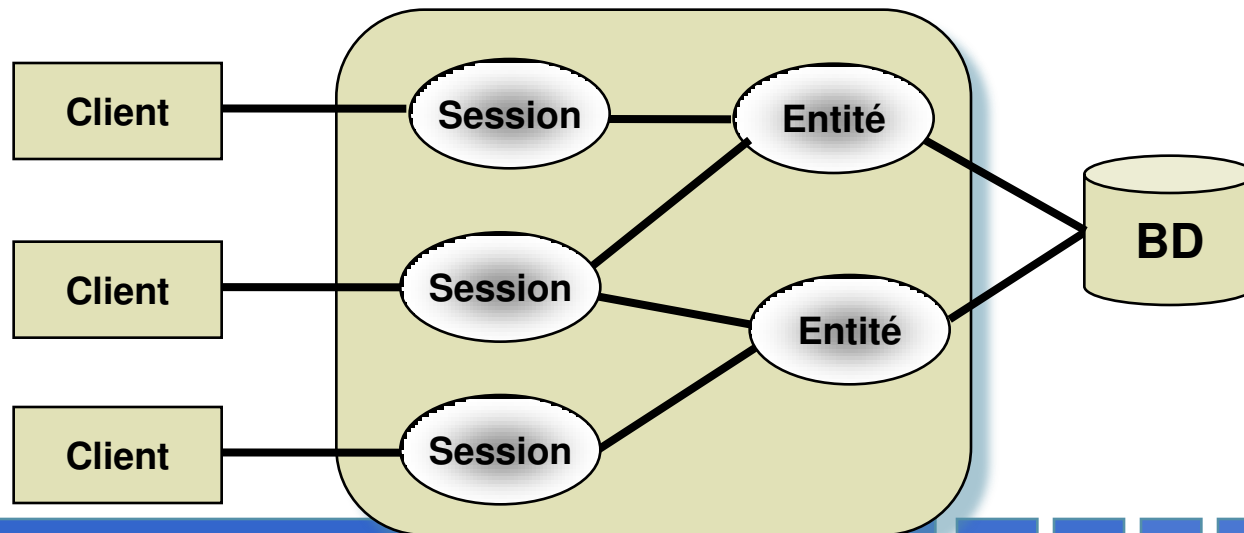 Client
Session
Entité
BD
Client
Session
Entité
Client
Session